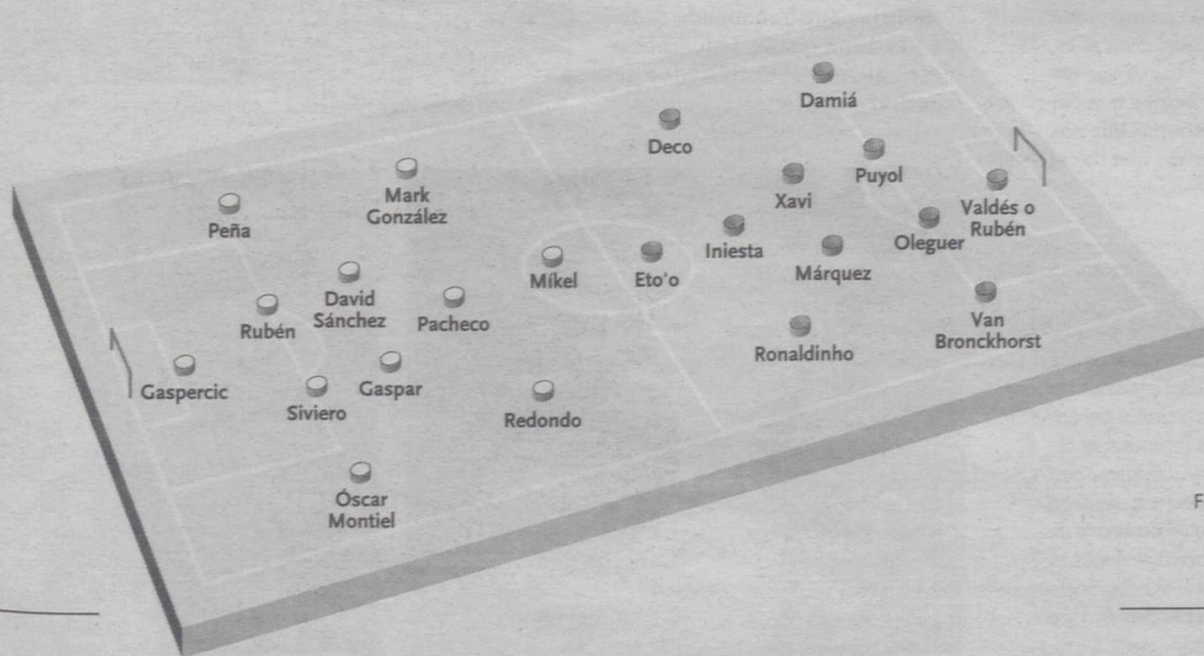 Damiá
Deco
Puyol
Mark
González
Xavi
Valdés o
Rubén
Peña
Oleguer
Iniesta
Márquez
Míkel
Eto'o
David
Sánchez
Pacheco
Rubén
Van
Bronckhorst
Ronaldinho
Gaspercic
Gaspar
Siviero
Redondo
Óscar
Montiel
F